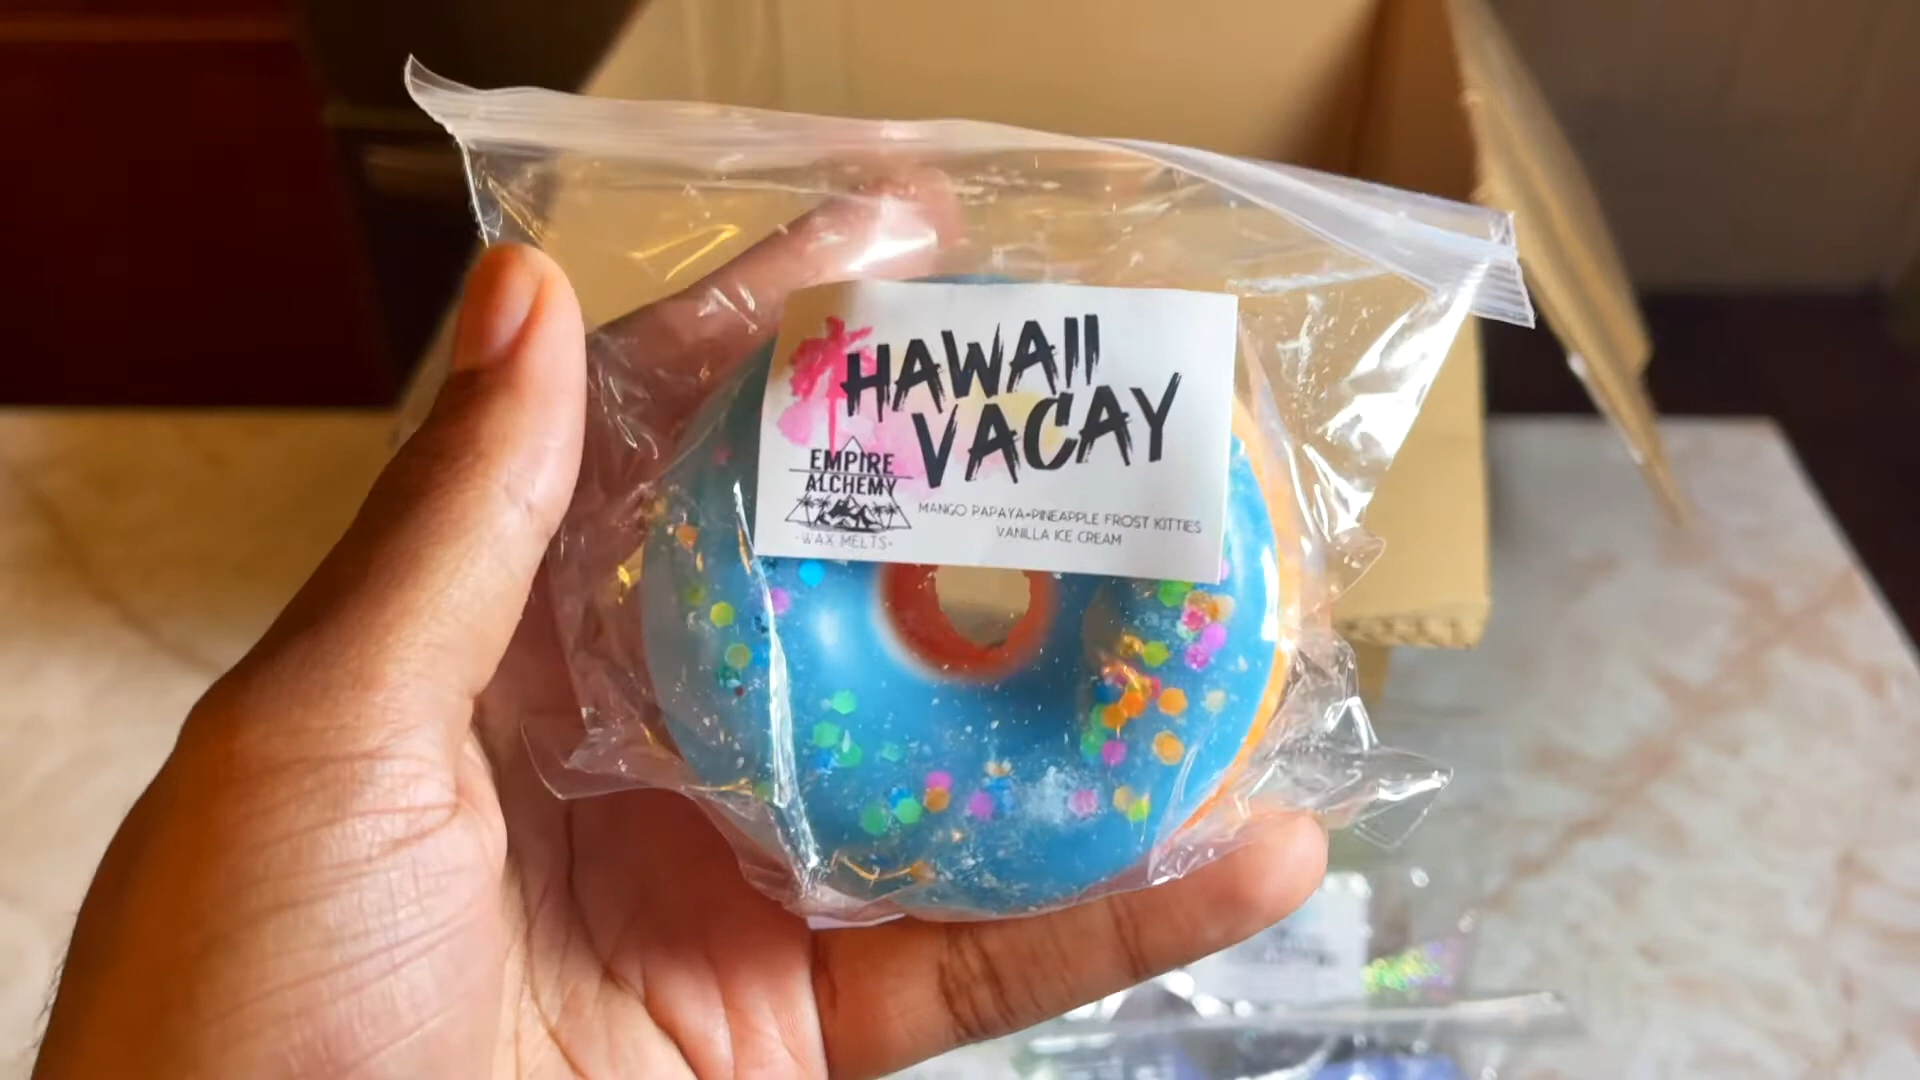 HAWAII
VACAY
EMPIRE
ALCHEMY
-WAX MELTS-
MANGO PAPAYA•PINEAPPLE FROST KITTIES
VANILLA ICE CREAM